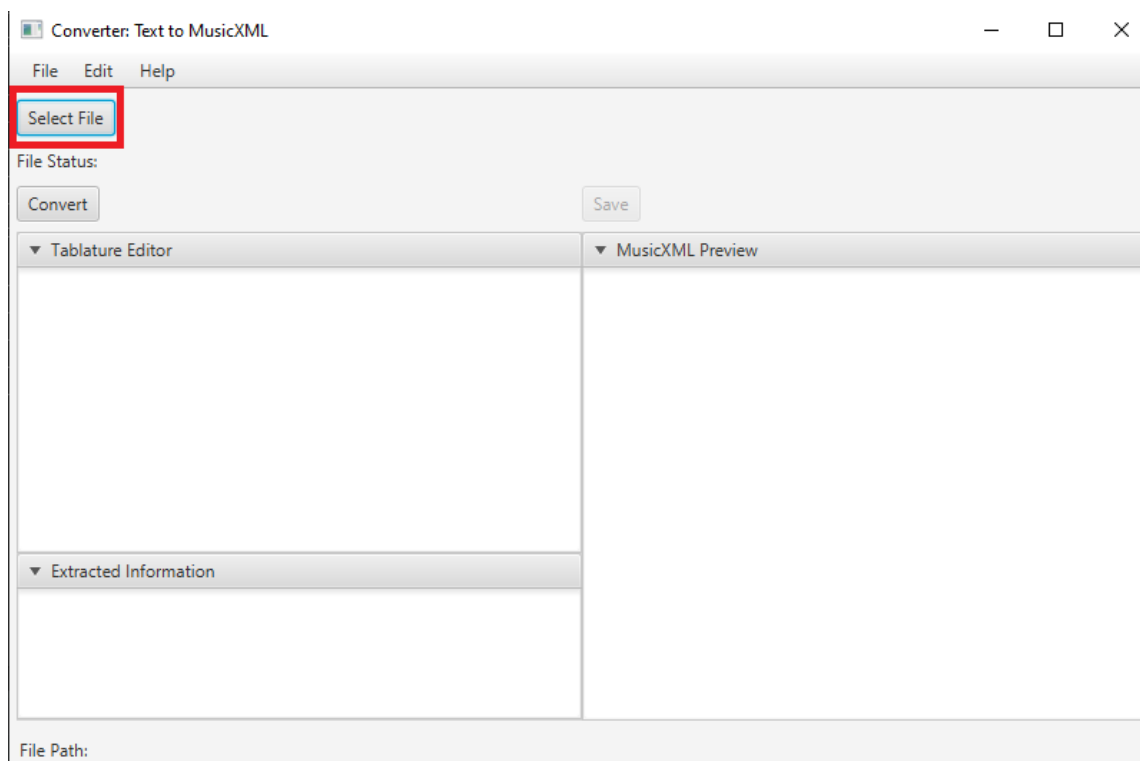 Converter: Text to MusicXML
File Edit Help
Select File
File Status:
Convert Save
Tablature Editor MusicXML Preview
Extracted Information
File Path: